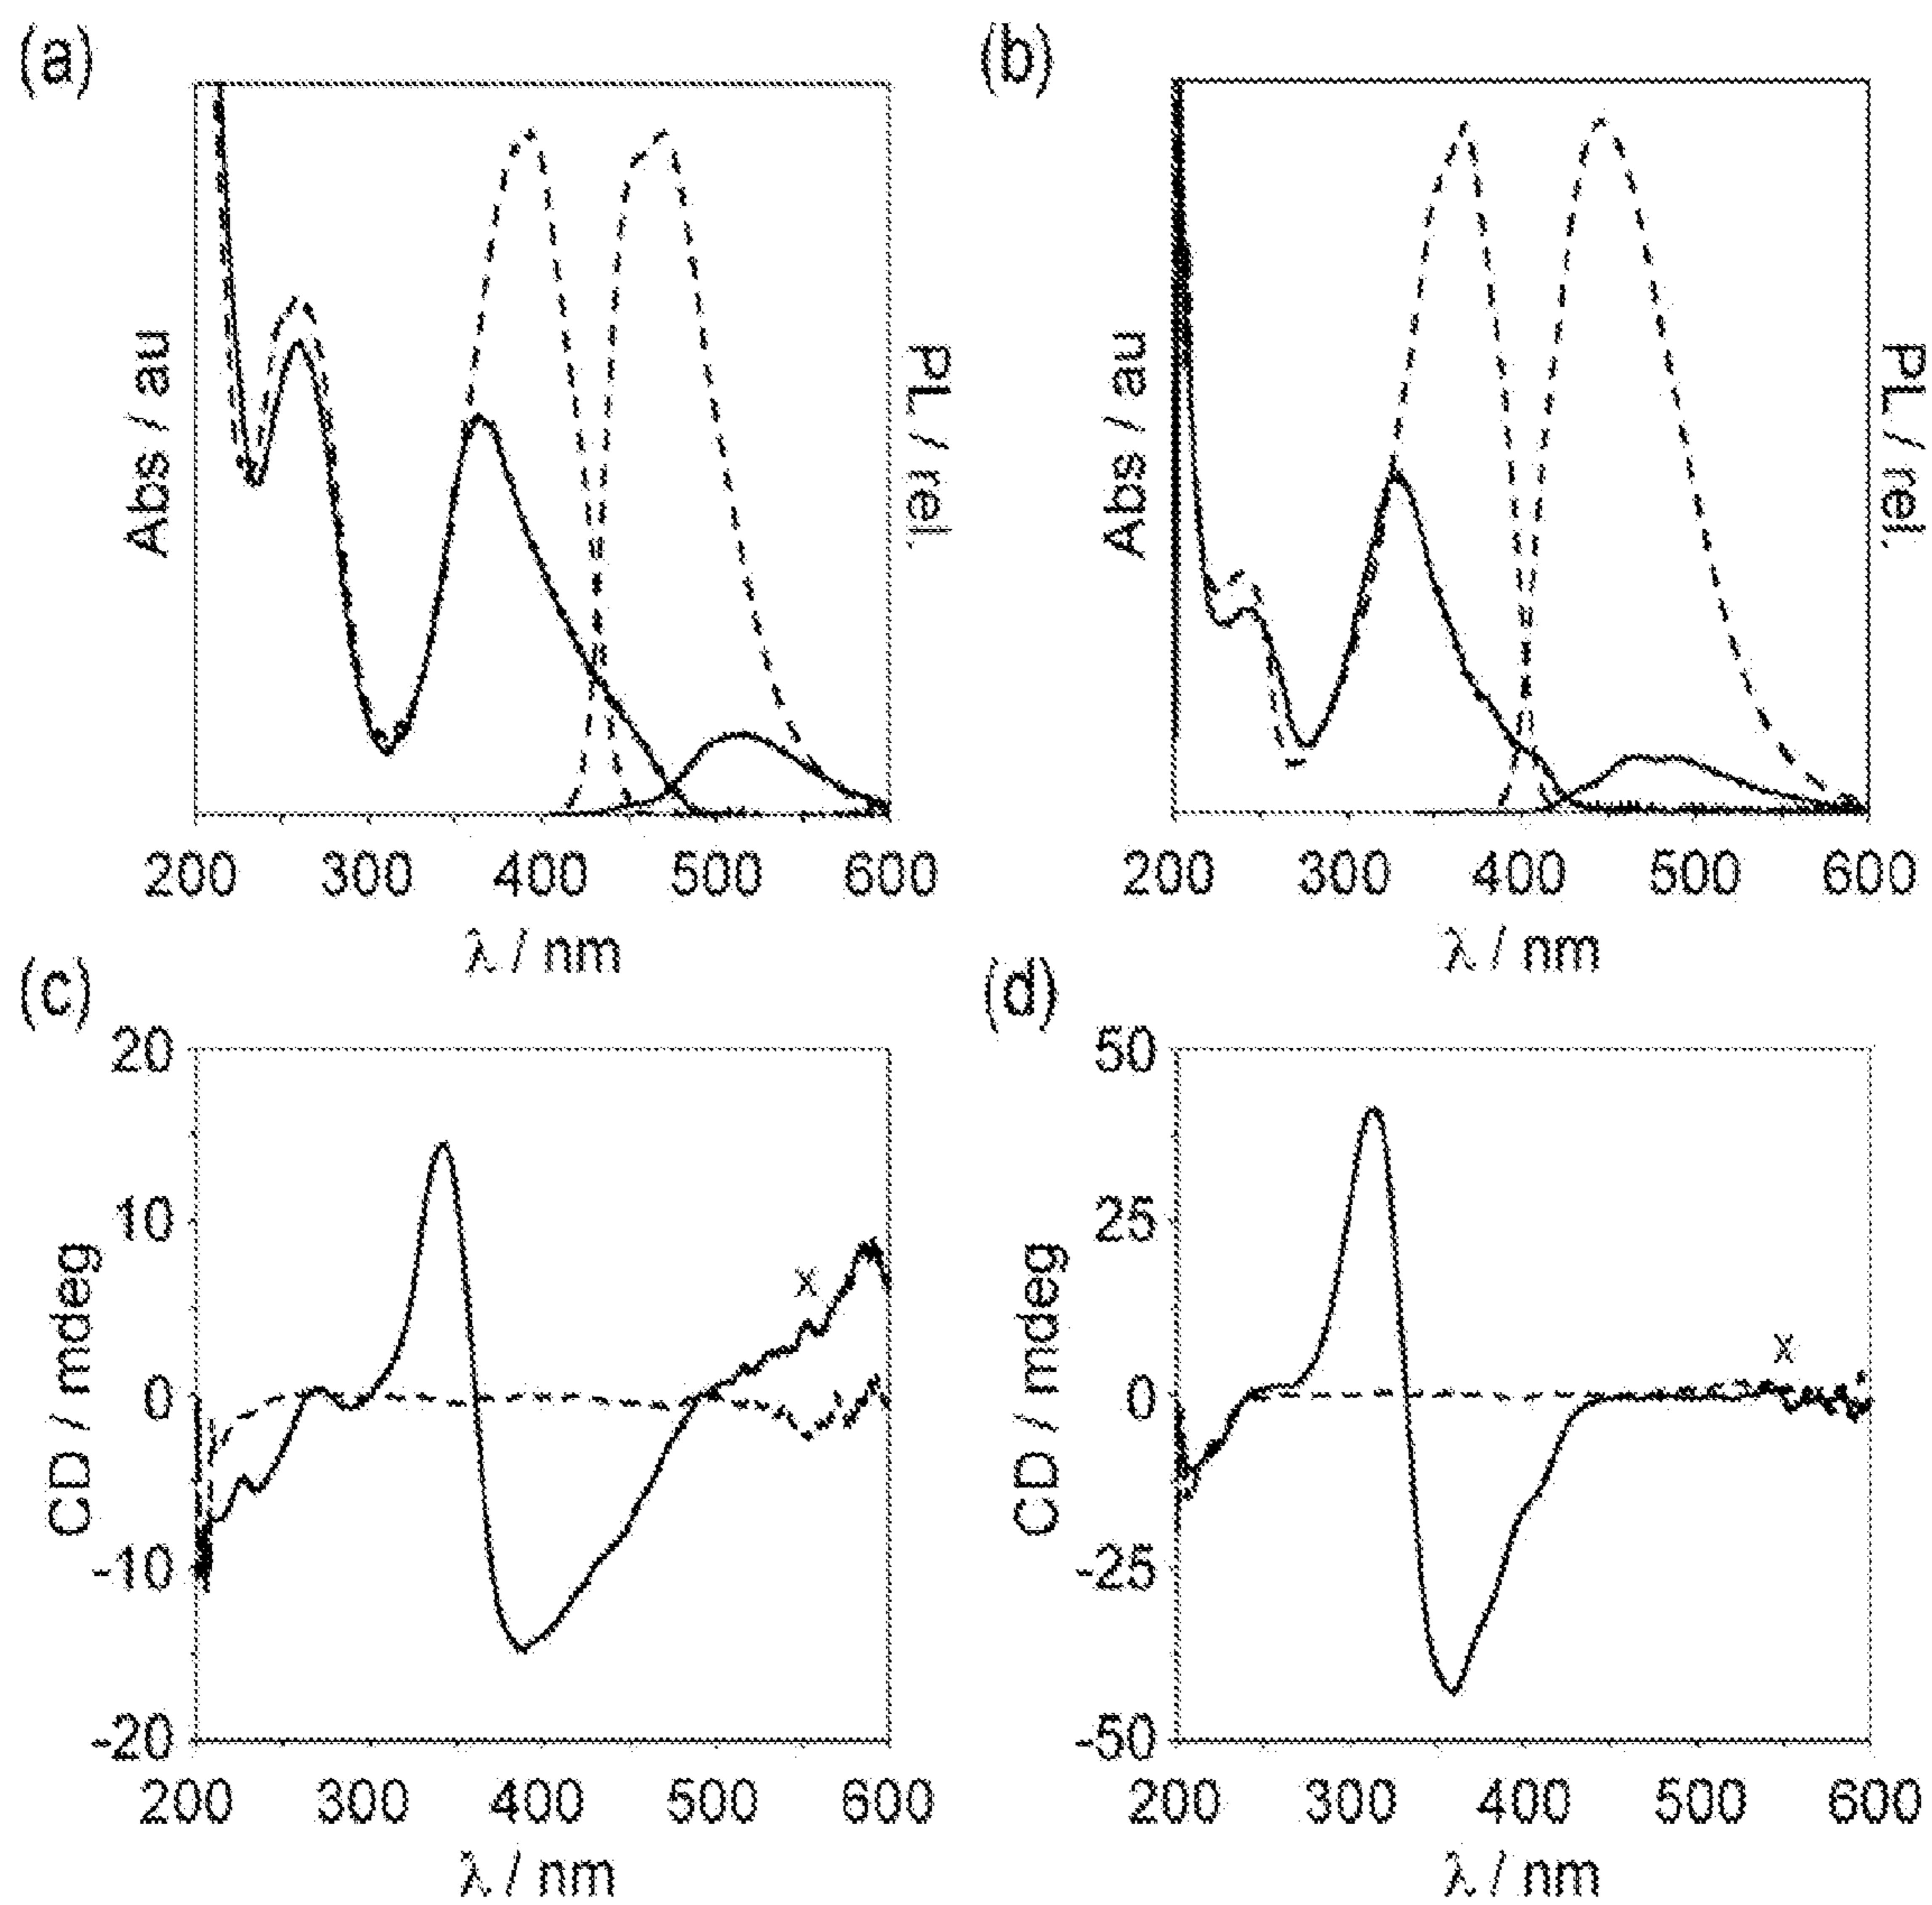 (a)
(b)
Abs / au
PL / rel.
200 300 400 500 600
λ / nm
Abs / au
PL / rel.
200 300 400 500 600
λ / nm
(c)
(d)
20
10
0
-10
-20
CD / mdeg
x
200 300 400 500 600
λ / nm
50
25
0
-25
-50
CD / mdeg
x
200 300 400 500 600
λ / nm